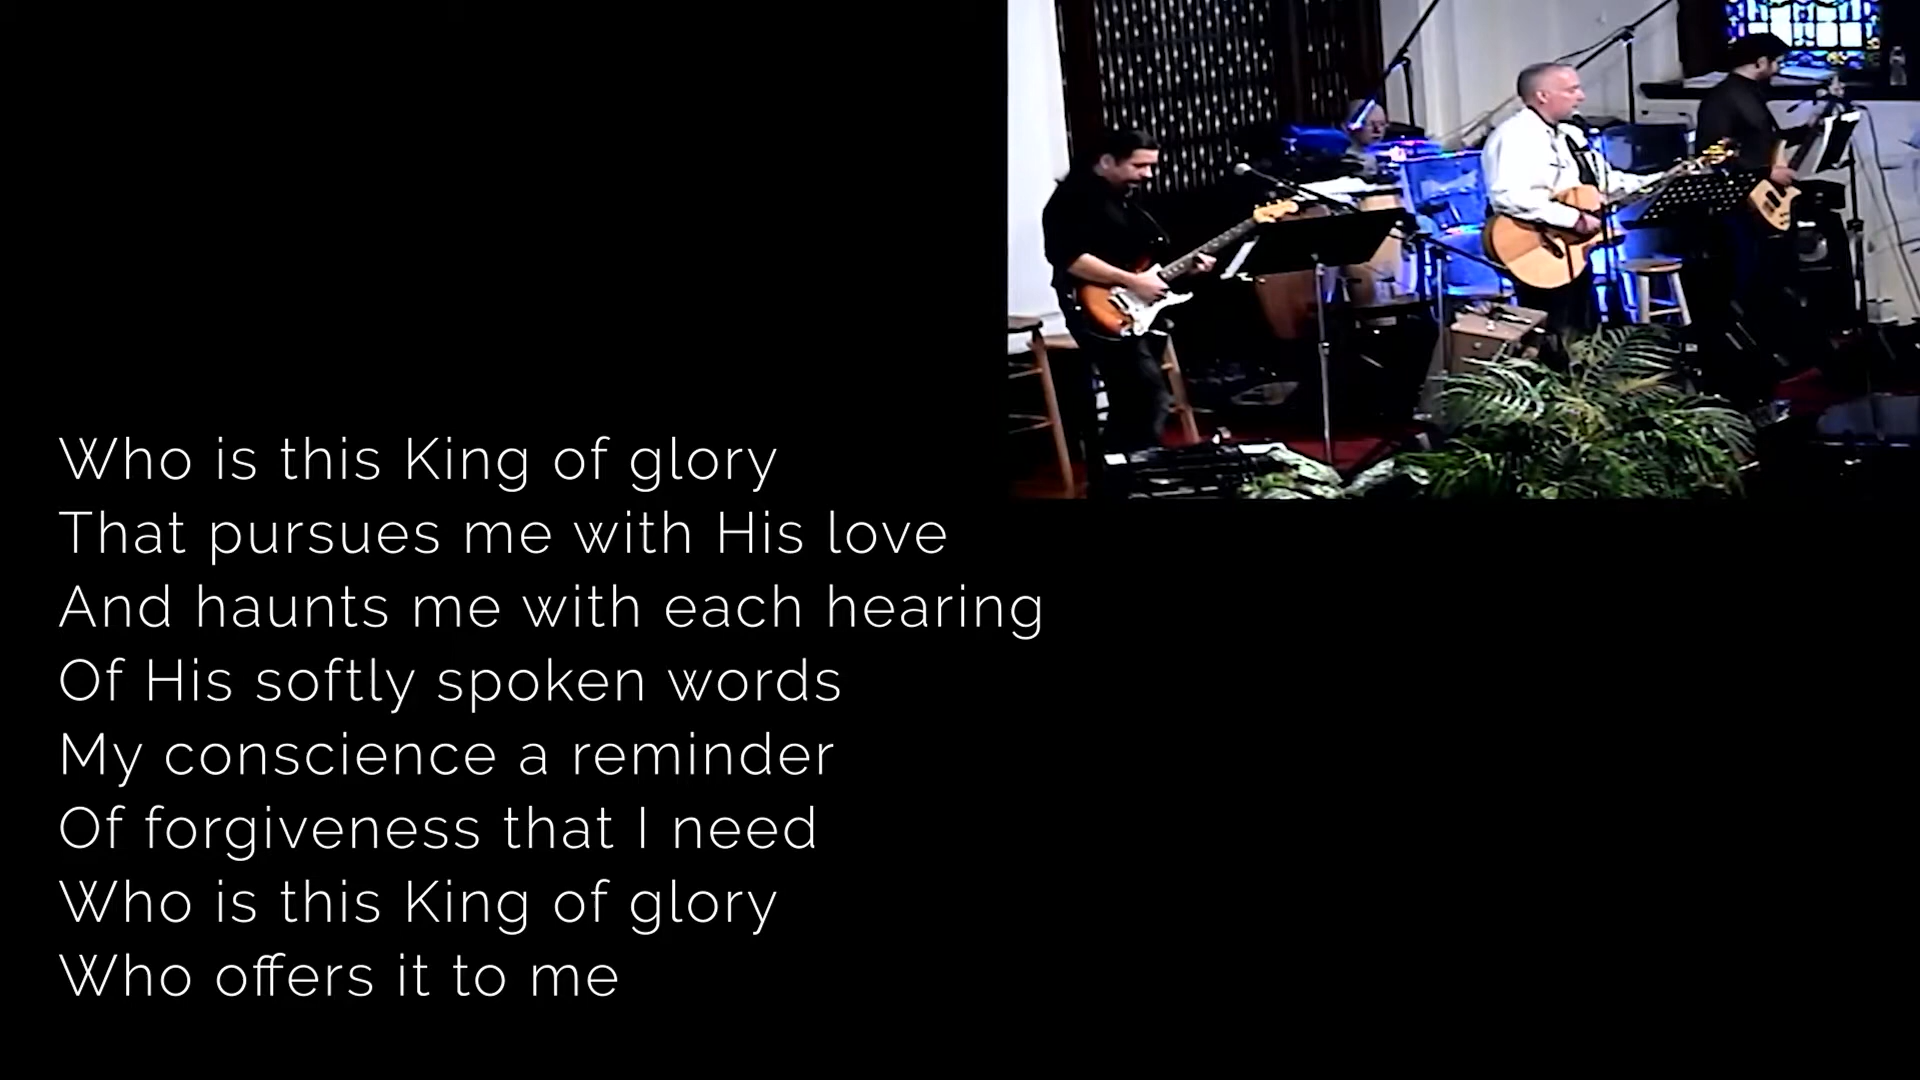 Who is this King of glory
That pursues me with His love
And haunts me with each hearing
Of His softly spoken words
My conscience a reminder
Of forgiveness that I need
Who is this King of glory
Who offers it to me